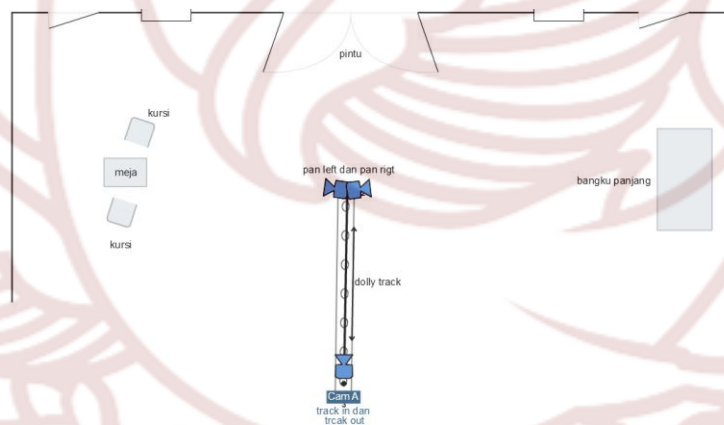 pintu
kursi
meja
kursi
pan left dan pan rigt
bangku panjang
dolly track
Cam A
track in dan
trcak out